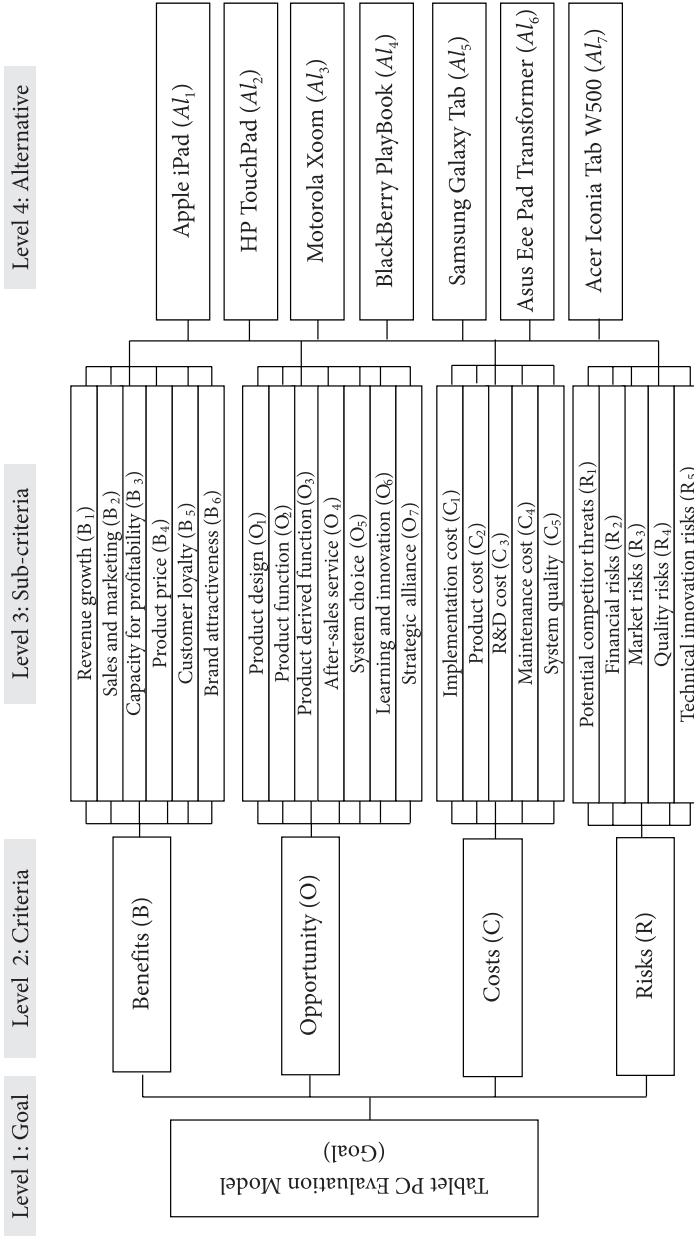 Level 1: Goal
Level 2: Criteria
Level 3: Sub-criteria
Level 4: Alternative
Tablet PC Evaluation Model
(Goal)
Benefits (B)
Opportunity (O)
Costs (C)
Risks (R)
Revenue growth (B1)
Sales and marketing (B2)
Capacity for profitability (B3)
Product price (B4)
Customer loyalty (B5)
Brand attractiveness (B6)
Product design (O1)
Product function (O2)
Product derived function (O3)
After-sales service (O4)
System choice (O5)
Learning and innovation (O6)
Strategic alliance (O7)
Implementation cost (C1)
Product cost (C2)
R&D cost (C3)
Maintenance cost (C4)
System quality (C5)
Potential competitor threats (R1)
Financial risks (R2)
Market risks (R3)
Quality risks (R4)
Technical innovation risks (R5
Apple iPad (Al1)
HP TouchPad (Al2)
Motorola Xoom (Al3)
BlackBerry PlayBook (Al4)
Samsung Galaxy Tab (Al5)
Asus Eee Pad Transformer (Al6)
Acer Iconia Tab W500 (Al7)